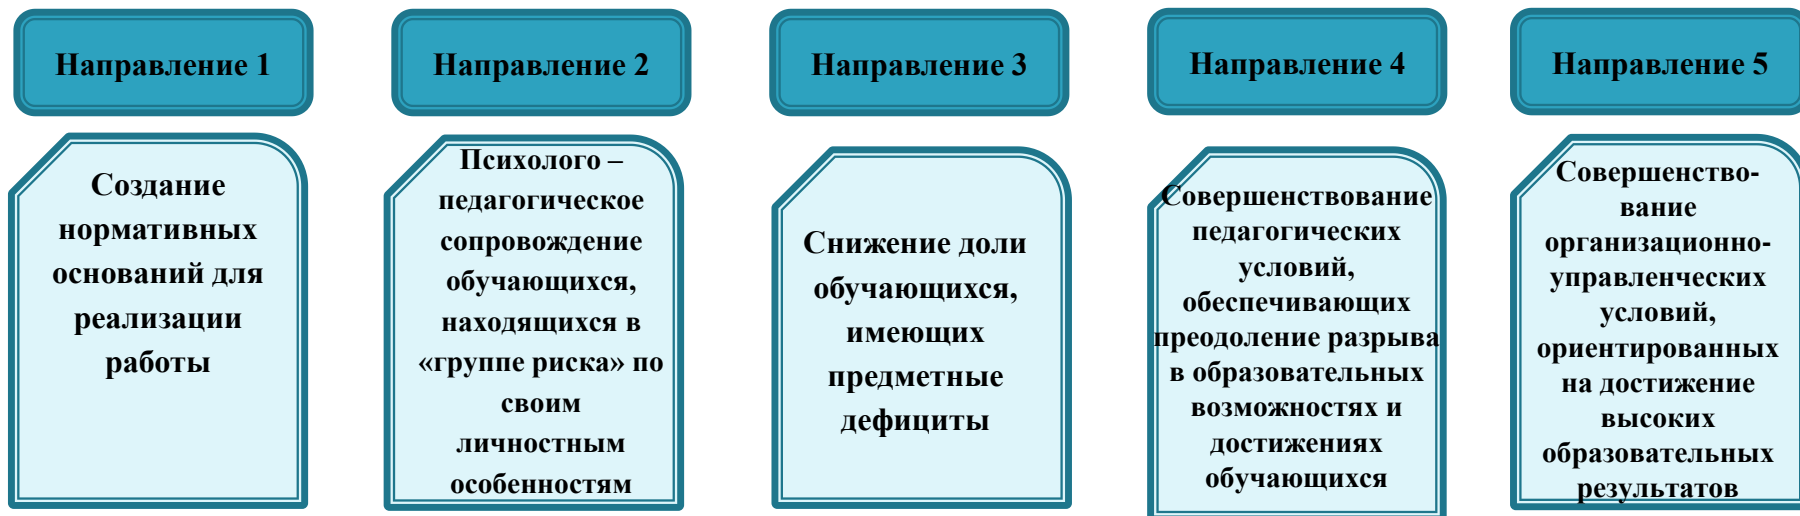 Направление 1
Создание
нормативных
оснований для
реализации
работы
Направление 2
Психолого –
педагогическое
сопровождение
обучающихся,
находящихся в
«группе риска» по
своим
личностным
особенностям
Направление 3
Снижение доли
обучающихся,
имеющих
предметные
дефициты
Направление 4
Совершенствование
педагогических
условий,
обеспечивающих
преодоление разрыва
в образовательных
возможностях и
достижениях
обучающихся
Направление 5
Совершенство-
вание
организационно-
управленческих
условий,
ориентированных
на достижение
высоких
образовательных
результатов